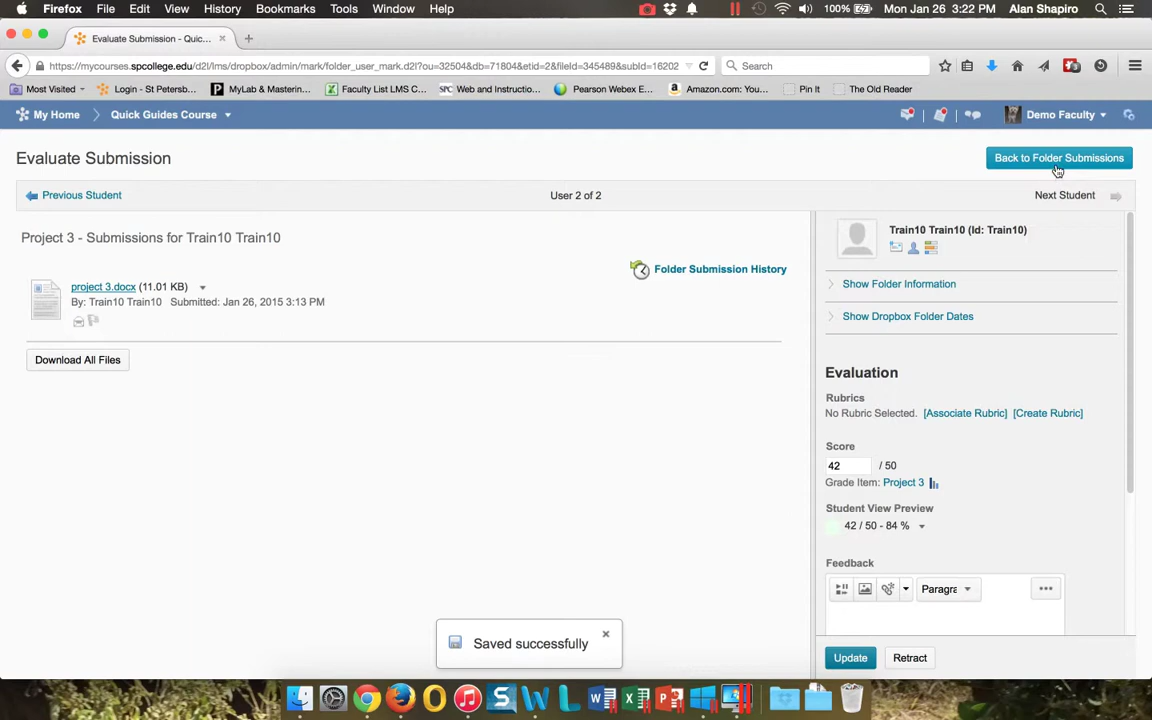 Firefox File Edit View History Bookmarks Tools Window Help 100% Mon Jan 26 3:22 PM Alan Shapiro
Evaluate Submission - Quic...
https://mycourses.spcollege.edu/d2l/lms/dropbox/admin/mark/folder_user_mark.d2l?ou=32504&db=71804&etid=2&fileId=345489&subId=16202 Search
Most Visited Login - St Petersb... MyLab & Mastering... Faculty List LMS C... SPC Web and Instructio... Pearson Webex E... Amazon.com: You... Pin It The Old Reader
My Home Quick Guides Course Demo Faculty
Evaluate Submission Back to Folder Submissions
Previous Student User 2 of 2 Next Student
Project 3 - Submissions for Train10 Train10
Folder Submission History
project 3.docx (11.01 KB)
By: Train10 Train10 Submitted: Jan 26, 2015 3:13 PM
Download All Files
Train10 Train10 (Id: Train10)
Show Folder Information
Show Dropbox Folder Dates
Evaluation
Rubrics
No Rubric Selected. [Associate Rubric] [Create Rubric]
Score
42 / 50
Grade Item: Project 3
Student View Preview
42 / 50 - 84 %
Feedback
Paragra
Update Retract
Saved successfully